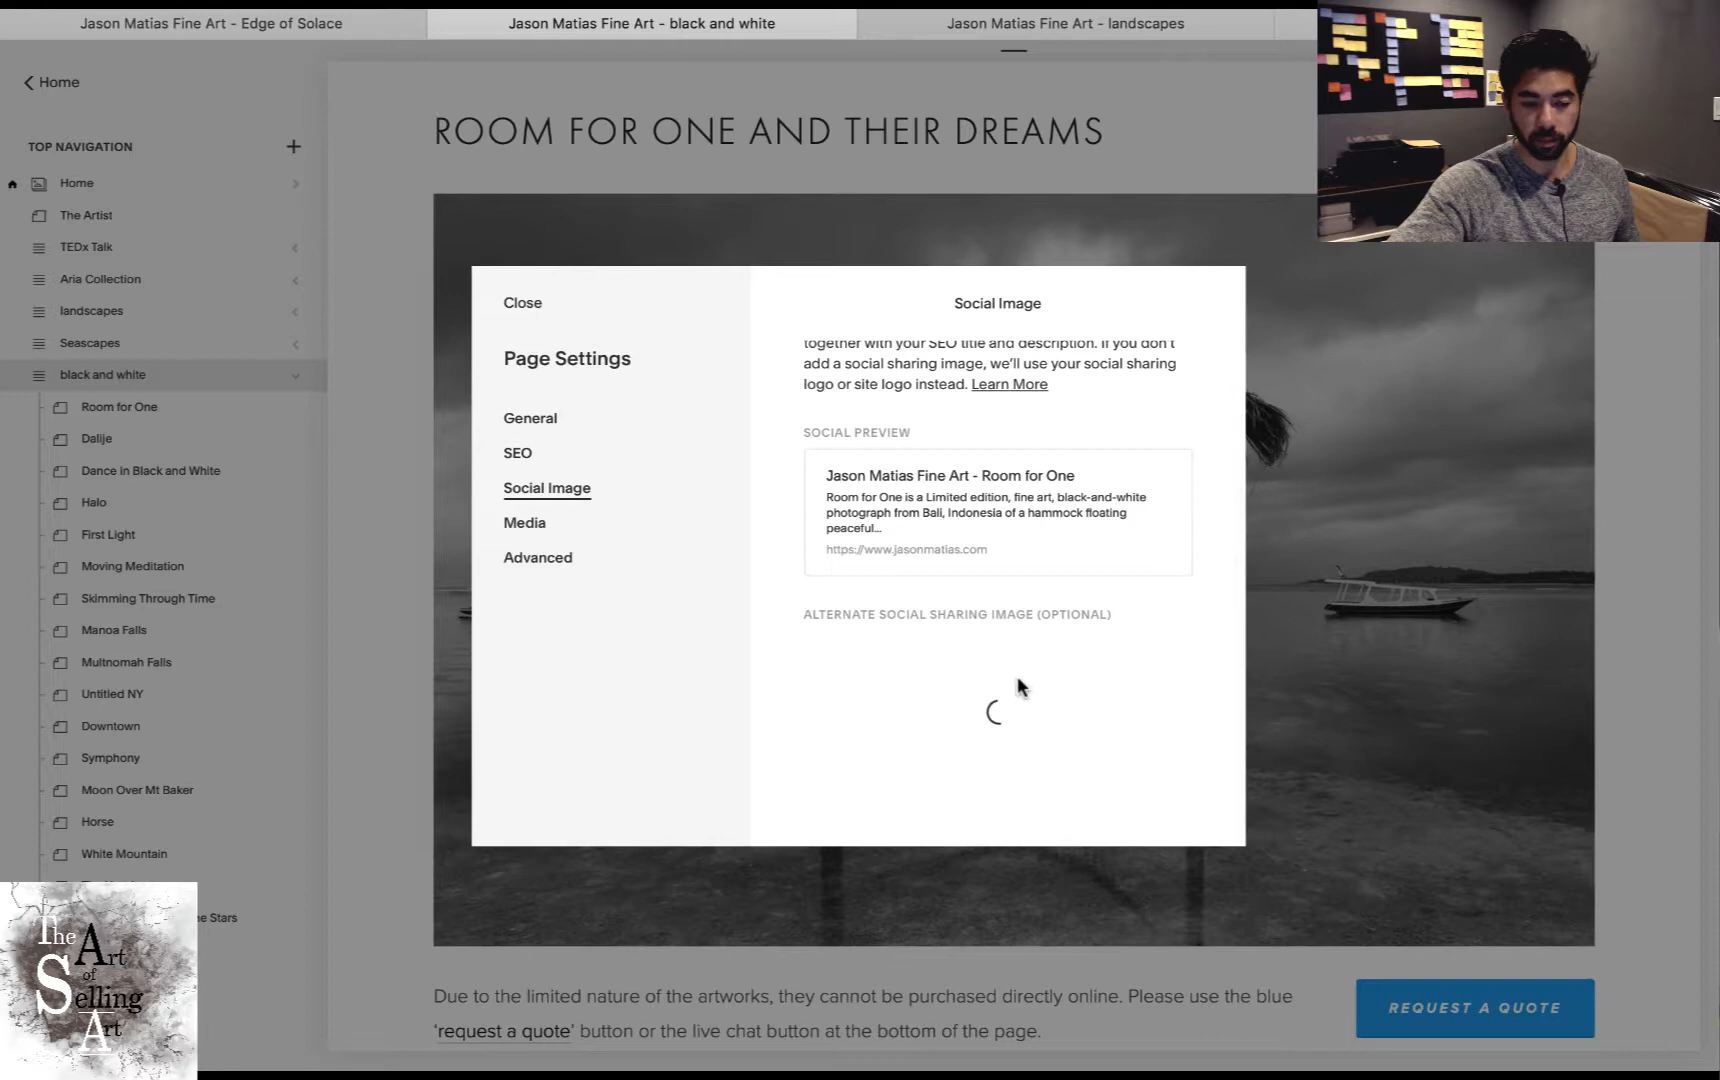 Jason Matias Fine Art - Edge of Solace
Jason Matias Fine Art - black and white
Jason Matias Fine Art - landscapes
Home
TOP NAVIGATION
Home
The Artist
TEDx Talk
Aria Collection
landscapes
Seascapes
black and white
Room for One
Dalije
Dance in Black and White
Halo
First Light
Moving Meditation
Skimming Through Time
Manoa Falls
Multnomah Falls
Untitled NY
Downtown
Symphony
Moon Over Mt Baker
Horse
White Mountain
he Stars
The Art
of
Selling
Art
ROOM FOR ONE AND THEIR DREAMS
Close
Page Settings
General
SEO
Social Image
Media
Advanced
Social Image
together with your SEO title and description. If you don't
add a social sharing image, we'll use your social sharing
logo or site logo instead. Learn More
SOCIAL PREVIEW
Jason Matias Fine Art - Room for One
Room for One is a Limited edition, fine art, black-and-white
photograph from Bali, Indonesia of a hammock floating
peaceful...
https://www.jasonmatias.com
ALTERNATE SOCIAL SHARING IMAGE (OPTIONAL)
Due to the limited nature of the artworks, they cannot be purchased directly online. Please use the blue
'request a quote' button or the live chat button at the bottom of the page.
REQUEST A QUOTE